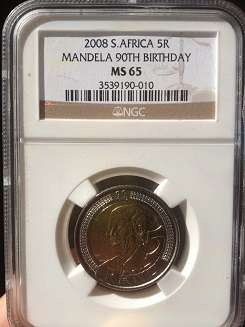 2008 S.AFRICA 5R
MANDELA 90TH BIRTHDAY
MS 65
3539190-010
NGC